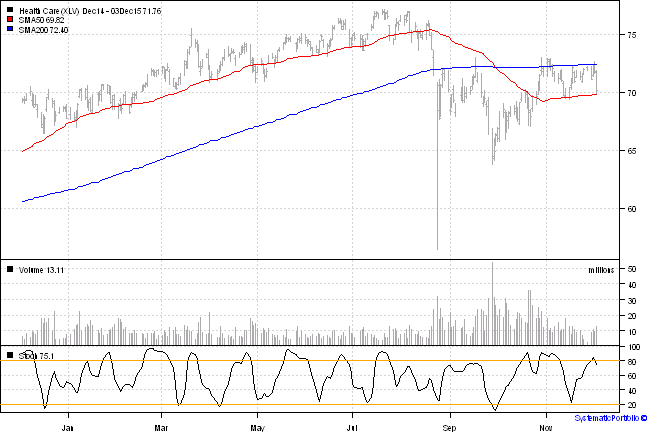 Health Care (XLV) Dec14 - 03Dec15 71.76
SMA50 69.82
SMA200 72.40
75
70
65
60
Volume 13.11
millions
50
40
30
20
10
Stoch 75.1
100
80
60
40
20
Jan Mar May Jul Sep Nov
SystematicPortfolio ©